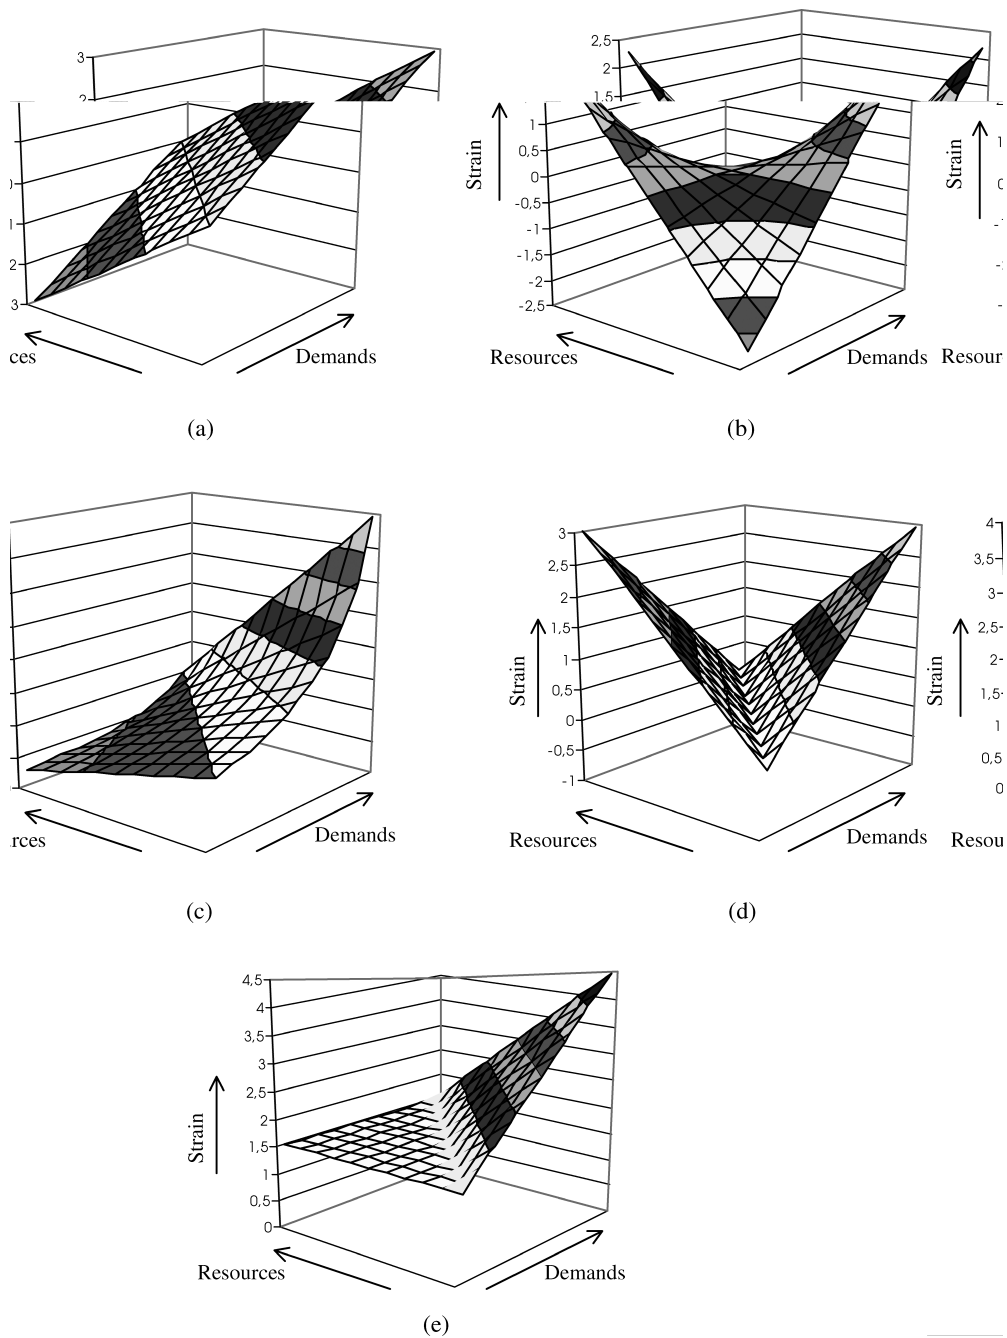 3
2
3
1
2
3
ces
Demands
(a)
2,5
2
1,5
1
0,5
0
-0,5
-1
-1,5
-2
-2,5
Strain
Resources
Demands
(b)
Strain
1
0
Resour
rces
Demands
(c)
3
2,5
2
1,5
1
0,5
0
-0,5
-1
Strain
Resources
Demands
(d)
4
3,5
3
2,5
2
1,5
1
0,5
0
Strain
Resou
4,5
4
3,5
3
2,5
2
1,5
1
0,5
0
Strain
Resources
Demands
(e)